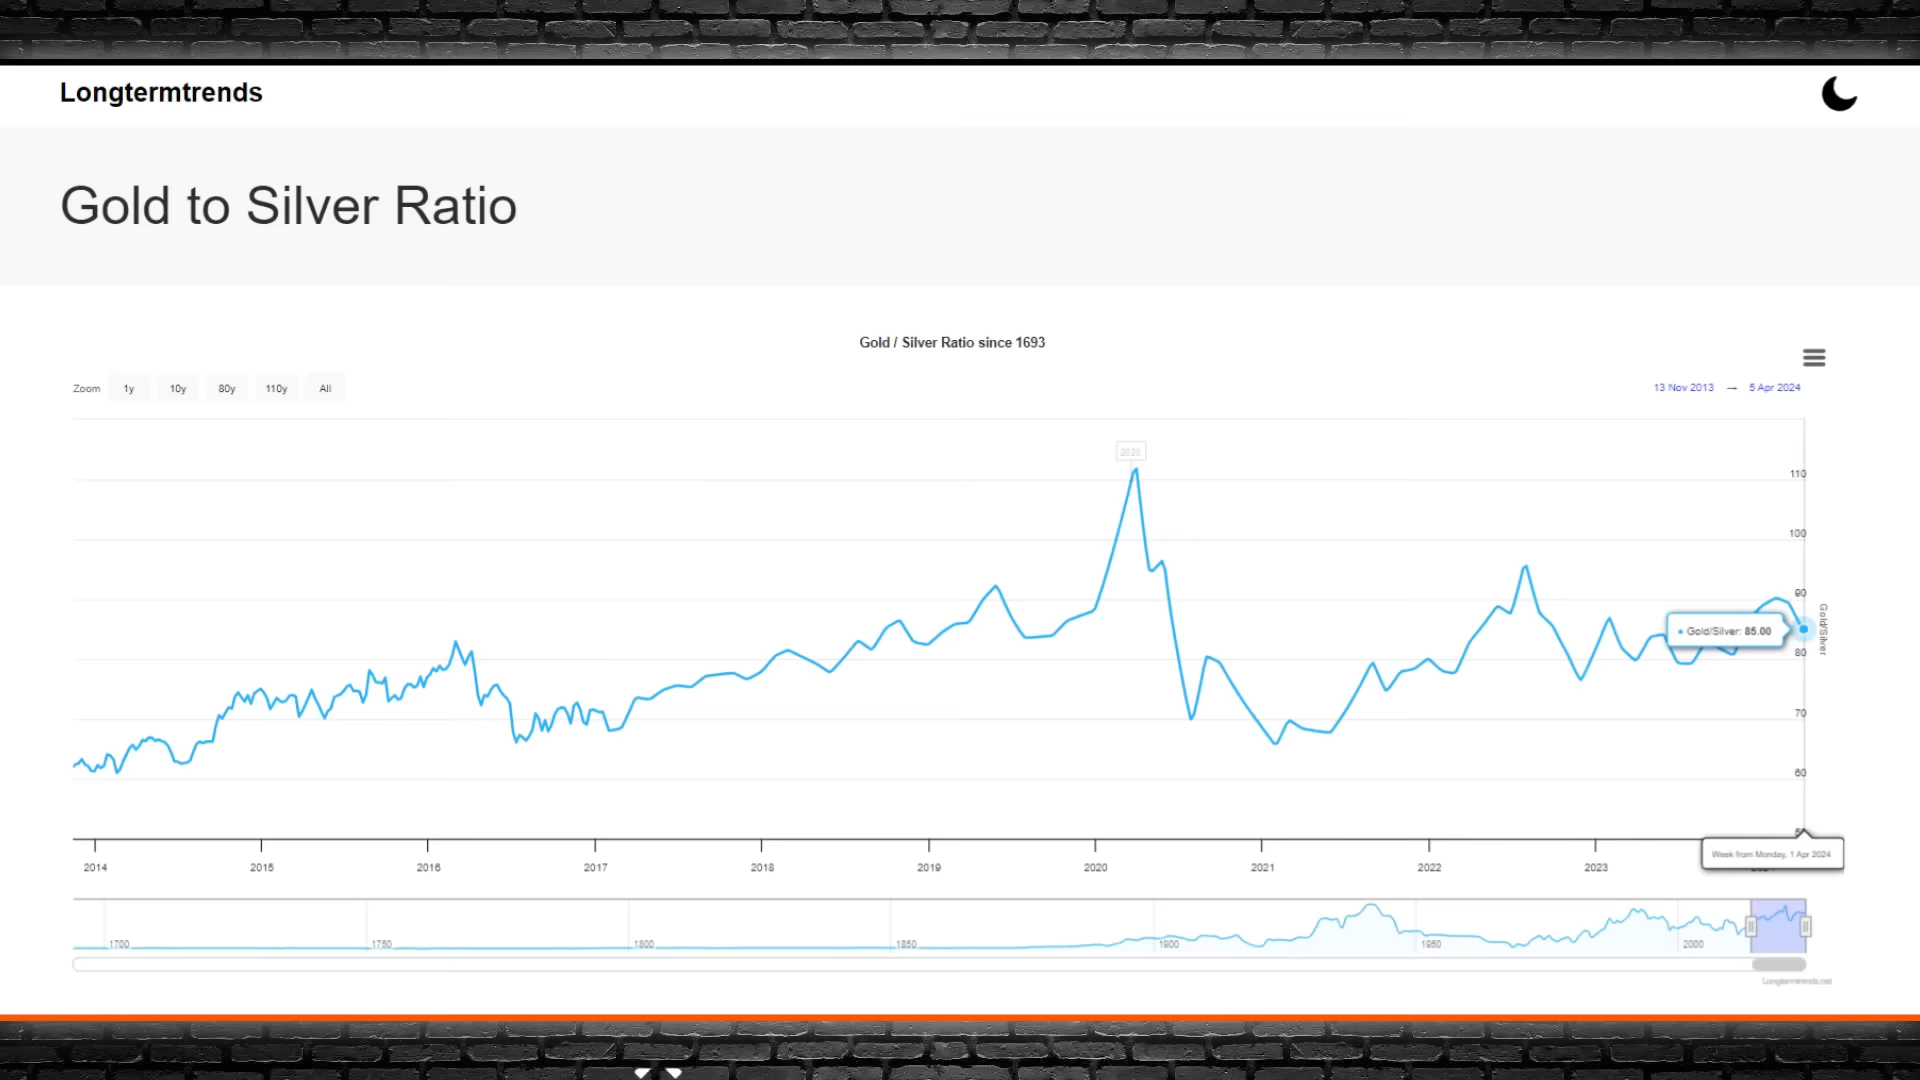 Longtermtrends
Gold to Silver Ratio
Gold / Silver Ratio since 1693
Zoom 1y 10y 80y 110y All
13 Nov 2013 → 5 Apr 2024
2020
110
100
90
Gold/Silver
Gold/Silver: 85.00
80
70
60
Week from Monday, 1 Apr 2024
2014 2015 2016 2017 2018 2019 2020 2021 2022 2023
1700 1750 1800 1850 1900 1950 2000
Longtermtrends.net